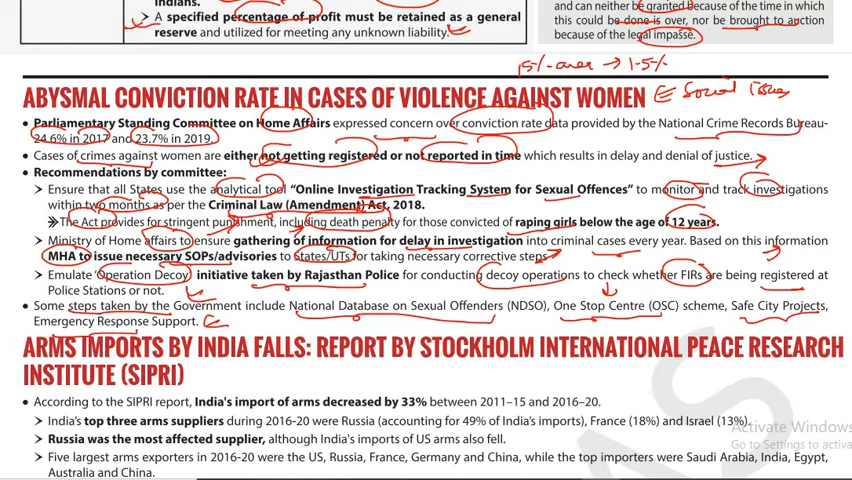 Indians.
and can neither be granted because of the time in which
➢ A specified percentage of profit must be retained as a general
this could be done is over, nor be brought to auction
reserve and utilized for meeting any unknown liability.
because of the legal impasse.
→ 1.5%
ABYSMAL CONVICTION RATE IN CASES OF VIOLENCE AGAINST WOMEN
Social issues
• Parliamentary Standing Committee on Home Affairs expressed concern over conviction rate data provided by the National Crime Records Bureau-
24.6% in 2017 and 23.7% in 2019.
• Cases of crimes against women are either not getting registered or not reported in time which results in delay and denial of justice.
• Recommendations by committee:
➢ Ensure that all States use the analytical tool "Online Investigation Tracking System for Sexual Offences" to monitor and track investigations
within two months as per the Criminal Law (Amendment) Act, 2018.
The Act provides for stringent punishment, including death penalty for those convicted of raping girls below the age of 12 years.
➢ Ministry of Home affairs to ensure gathering of information for delay in investigation into criminal cases every year. Based on this information
MHA to issue necessary SOPs/advisories to states/UTs for taking necessary corrective steps
➢ Emulate 'Operation Decoy' initiative taken by Rajasthan Police for conducting decoy operations to check whether FIRs are being registered at
Police Stations or not.
• Some steps taken by the Government include National Database on Sexual Offenders (NDSO), One Stop Centre (OSC) scheme, Safe City Projects,
Emergency Response Support.
ARMS IMPORTS BY INDIA FALLS: REPORT BY STOCKHOLM INTERNATIONAL PEACE RESEARCH
INSTITUTE (SIPRI)
• According to the SIPRI report, India's import of arms decreased by 33% between 2011–15 and 2016–20.
➢ India's top three arms suppliers during 2016-20 were Russia (accounting for 49% of India's imports), France (18%) and Israel (13%).
Activate Windows
➢ Russia was the most affected supplier, although India's imports of US arms also fell.
Go to Settings to activa
➢ Five largest arms exporters in 2016-20 were the US, Russia, France, Germany and China, while the top importers were Saudi Arabia, India, Egypt,
Australia and China.